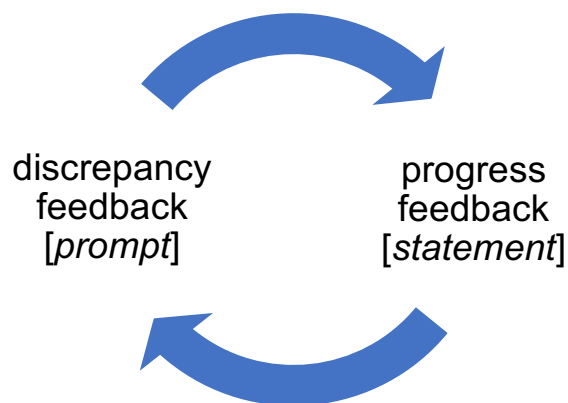 discrepancy
feedback
[prompt]
progress
feedback
[statement]